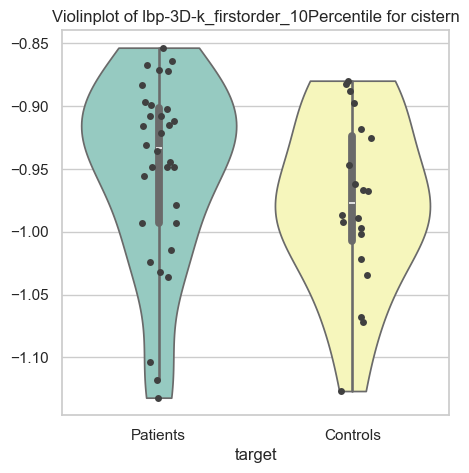 Violinplot of lbp-3D-k_firstorder_10Percentile for cistern
−0.85
−0.90
−0.95
−1.00
−1.05
−1.10
Patients
Controls
target